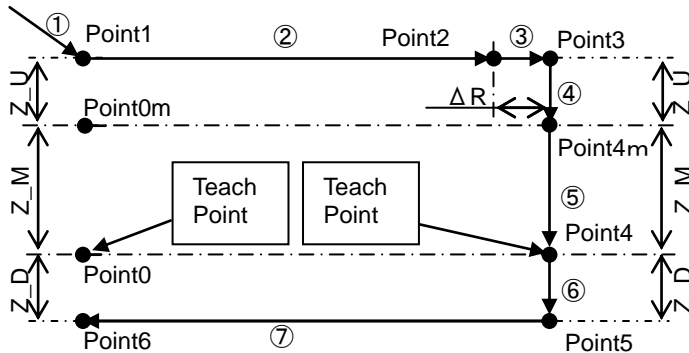 ①
Point1
②
Point2
③
Point3
Z_U
ΔR
④
Z_U
Point0m
Point4m
Z_M
Teach
Point
Teach
Point
⑤
Z_M
Point0
Point4
Z_D
⑥
Z_D
Point6
⑦
Point5